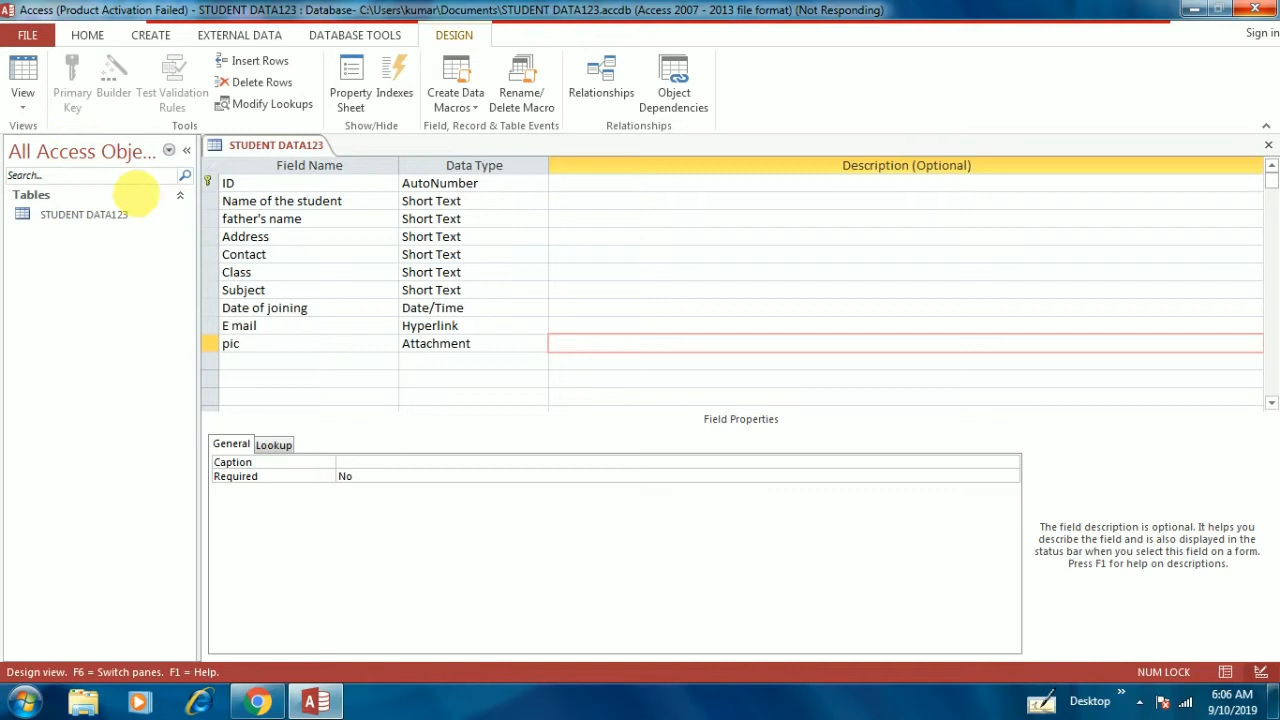 Access (Product Activation Failed) - STUDENT DATA123 : Database- C:\Users\kumar\Documents\STUDENT DATA123.accdb (Access 2007 - 2013 file format) (Not Responding)
FILE HOME CREATE EXTERNAL DATA DATABASE TOOLS DESIGN Sign in
View
Primary Key
Builder
Test Validation Rules
Insert Rows
Delete Rows
Modify Lookups
Property Sheet
Indexes
Create Data Macros
Rename/ Delete Macro
Relationships
Object Dependencies
Views Tools Show/Hide Field, Record & Table Events Relationships
All Access Obje...
Search...
Tables
STUDENT DATA123
STUDENT DATA123
Field Name Data Type Description (Optional)
ID AutoNumber
Name of the student Short Text
father's name Short Text
Address Short Text
Contact Short Text
Class Short Text
Subject Short Text
Date of joining Date/Time
E mail Hyperlink
pic Attachment
Field Properties
General Lookup
Caption
Required No
The field description is optional. It helps you
describe the field and is also displayed in the
status bar when you select this field on a form.
Press F1 for help on descriptions.
Design view. F6 = Switch panes. F1 = Help. NUM LOCK
Desktop
6:06 AM
9/10/2019